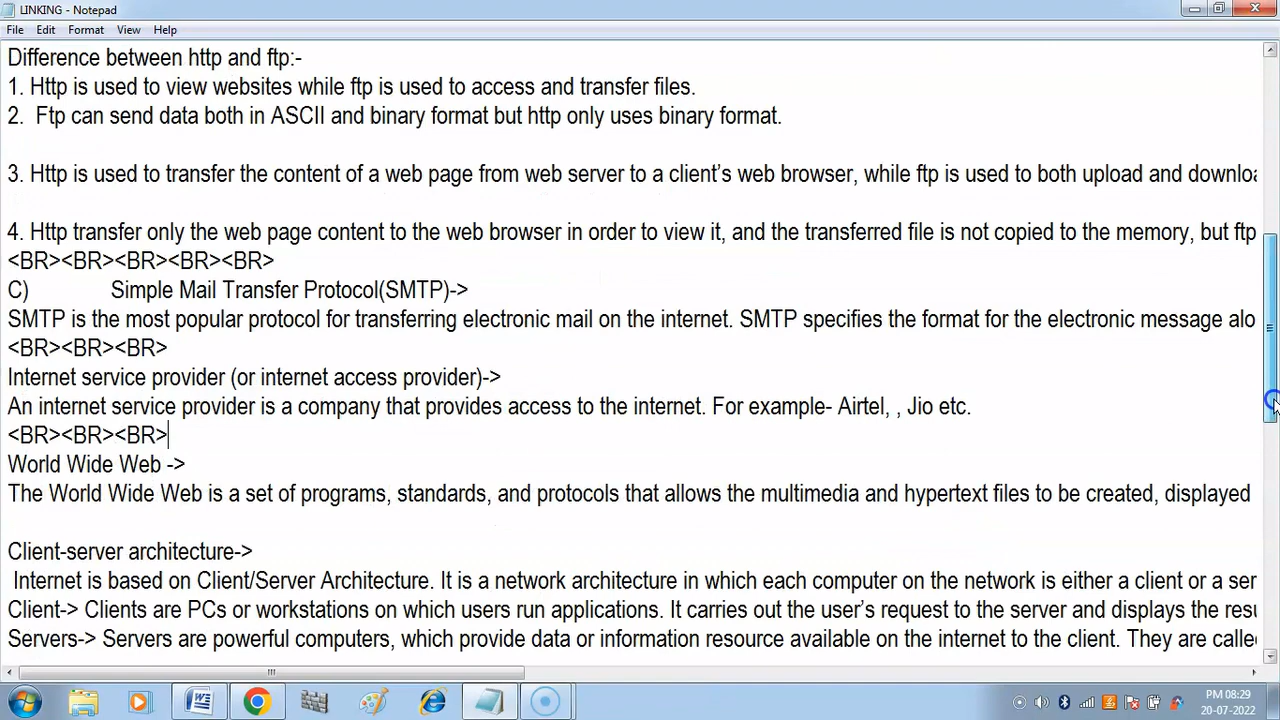 LINKING - Notepad
File Edit Format View Help
Difference between http and ftp:-
1. Http is used to view websites while ftp is used to access and transfer files.
2.  Ftp can send data both in ASCII and binary format but http only uses binary format.
3. Http is used to transfer the content of a web page from web server to a client’s web browser, while ftp is used to both upload and downloa
4. Http transfer only the web page content to the web browser in order to view it, and the transferred file is not copied to the memory, but ftp
<BR><BR><BR><BR><BR>
C) Simple Mail Transfer Protocol(SMTP)->
SMTP is the most popular protocol for transferring electronic mail on the internet. SMTP specifies the format for the electronic message alo
<BR><BR><BR>
Internet service provider (or internet access provider)->
An internet service provider is a company that provides access to the internet. For example- Airtel, , Jio etc.
<BR><BR><BR>
World Wide Web ->
The World Wide Web is a set of programs, standards, and protocols that allows the multimedia and hypertext files to be created, displayed
Client-server architecture->
Internet is based on Client/Server Architecture. It is a network architecture in which each computer on the network is either a client or a ser
Client-> Clients are PCs or workstations on which users run applications. It carries out the user’s request to the server and displays the resu
Servers-> Servers are powerful computers, which provide data or information resource available on the internet to the client. They are calle
PM 08:29
20-07-2022